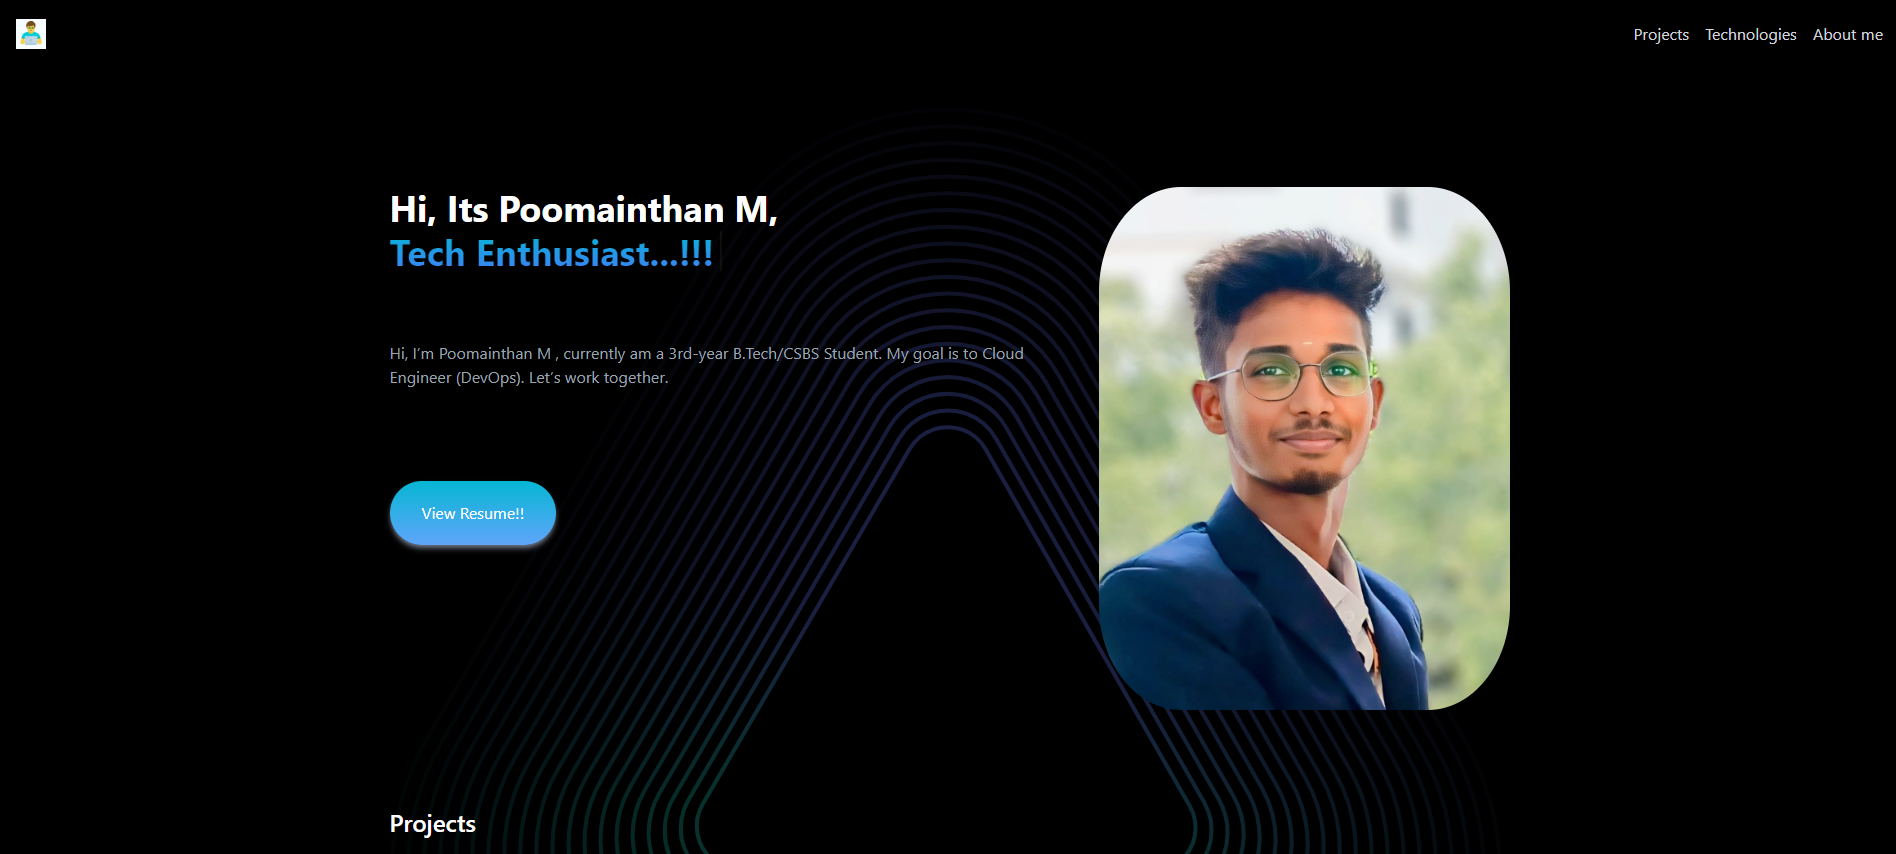 Projects Technologies About me
Hi, Its Poomainthan M,
Tech Enthusiast...!!!
Hi, I’m Poomainthan M , currently am a 3rd-year B.Tech/CSBS Student. My goal is to Cloud
Engineer (DevOps). Let’s work together.
View Resume!!
Projects